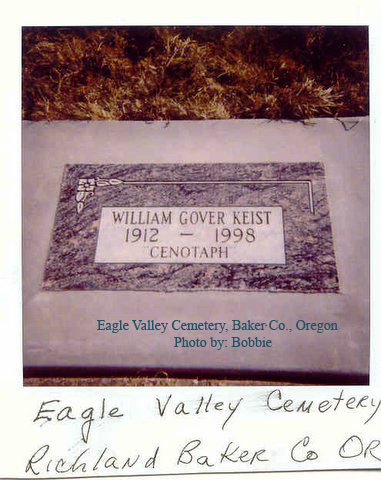 WILLIAM GOVER KEIST
1912 — 1998
CENOTAPH
Eagle Valley Cemetery, Baker Co., Oregon
Photo by: Bobbie
Eagle Valley Cemetery
Richland Baker Co OR